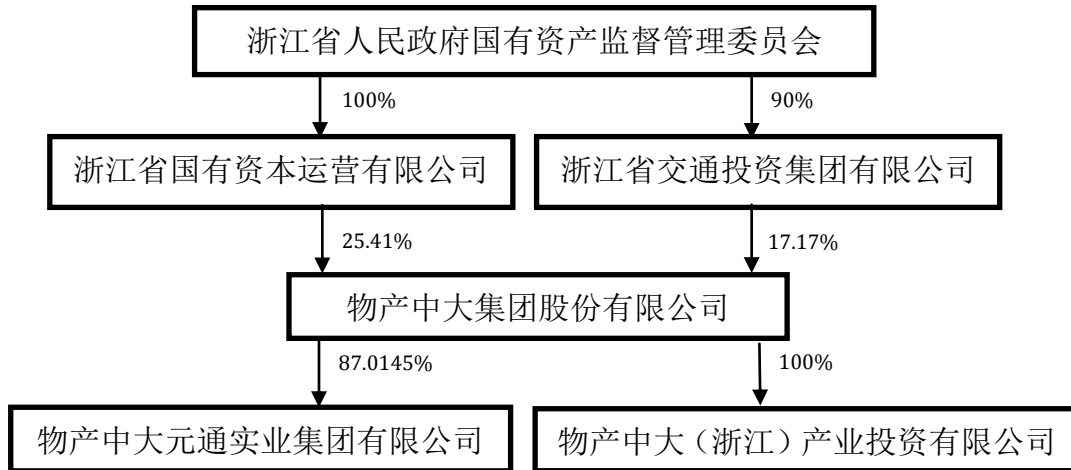 浙江省人民政府国有资产监督管理委员会
100%
90%
浙江省国有资本运营有限公司
浙江省交通投资集团有限公司
25.41%
17.17%
物产中大集团股份有限公司
87.0145%
100%
物产中大元通实业集团有限公司
物产中大（浙江）产业投资有限公司